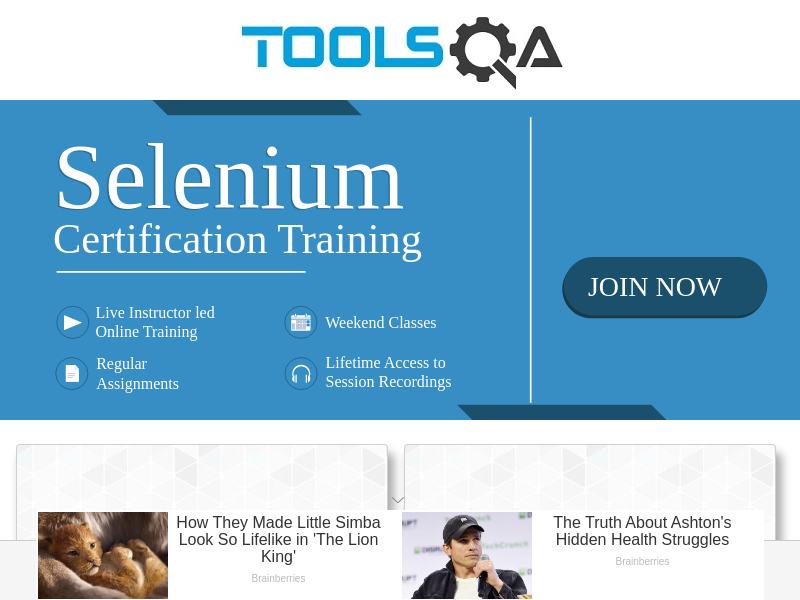 TOOLSQA
Selenium
Certification Training
JOIN NOW
Live Instructor led
Online Training
Weekend Classes
Regular
Assignments
Lifetime Access to
Session Recordings
How They Made Little Simba
Look So Lifelike in 'The Lion
King'
Brainberries
The Truth About Ashton's
Hidden Health Struggles
Brainberries